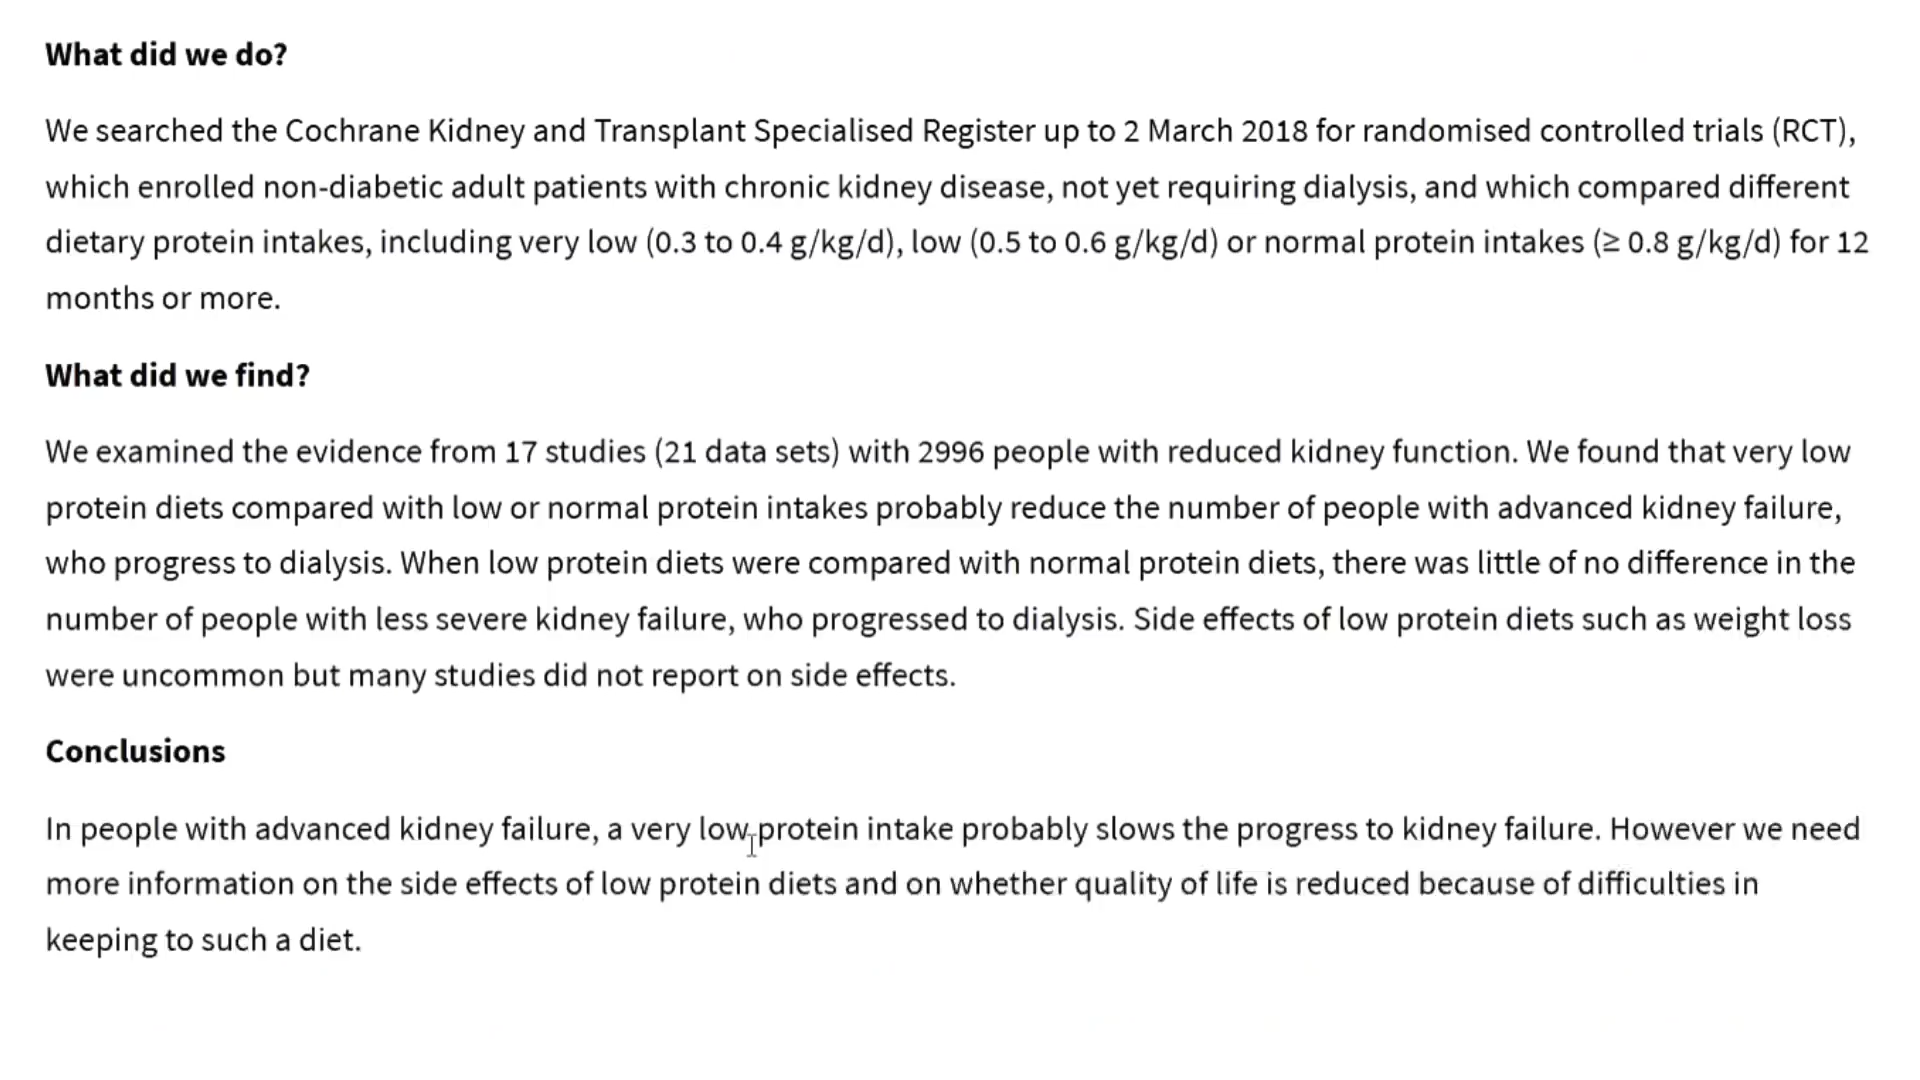 What did we do?
We searched the Cochrane Kidney and Transplant Specialised Register up to 2 March 2018 for randomised controlled trials (RCT),
which enrolled non-diabetic adult patients with chronic kidney disease, not yet requiring dialysis, and which compared different
dietary protein intakes, including very low (0.3 to 0.4 g/kg/d), low (0.5 to 0.6 g/kg/d) or normal protein intakes (≥ 0.8 g/kg/d) for 12
months or more.
What did we find?
We examined the evidence from 17 studies (21 data sets) with 2996 people with reduced kidney function. We found that very low
protein diets compared with low or normal protein intakes probably reduce the number of people with advanced kidney failure,
who progress to dialysis. When low protein diets were compared with normal protein diets, there was little of no difference in the
number of people with less severe kidney failure, who progressed to dialysis. Side effects of low protein diets such as weight loss
were uncommon but many studies did not report on side effects.
Conclusions
In people with advanced kidney failure, a very low protein intake probably slows the progress to kidney failure. However we need
more information on the side effects of low protein diets and on whether quality of life is reduced because of difficulties in
keeping to such a diet.